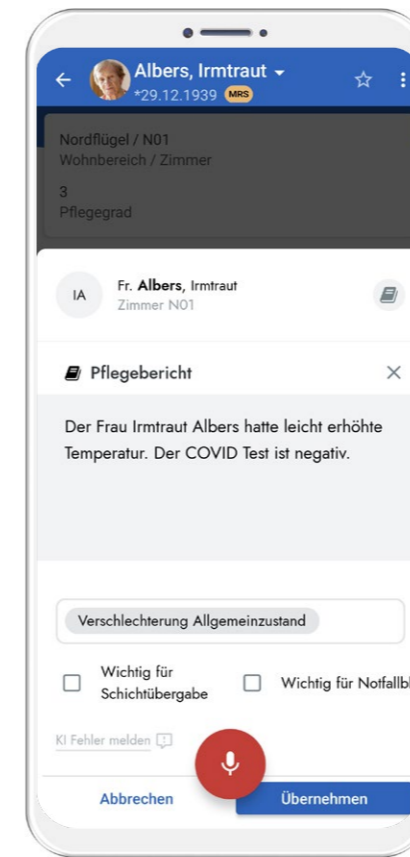 Albers, Irmtraut
*29.12.1939 MRS
Nordflügel / N01
Wohnbereich / Zimmer
3
Pflegegrad
IA
Fr. Albers, Irmtraut
Zimmer N01
Pflegebericht
Der Frau Irmtraut Albers hatte leicht erhöhte
Temperatur. Der COVID Test ist negativ.
Verschlechterung Allgemeinzustand
Wichtig für
Schichtübergabe
Wichtig für Notfallbl
KI Fehler melden
Abbrechen
Übernehmen